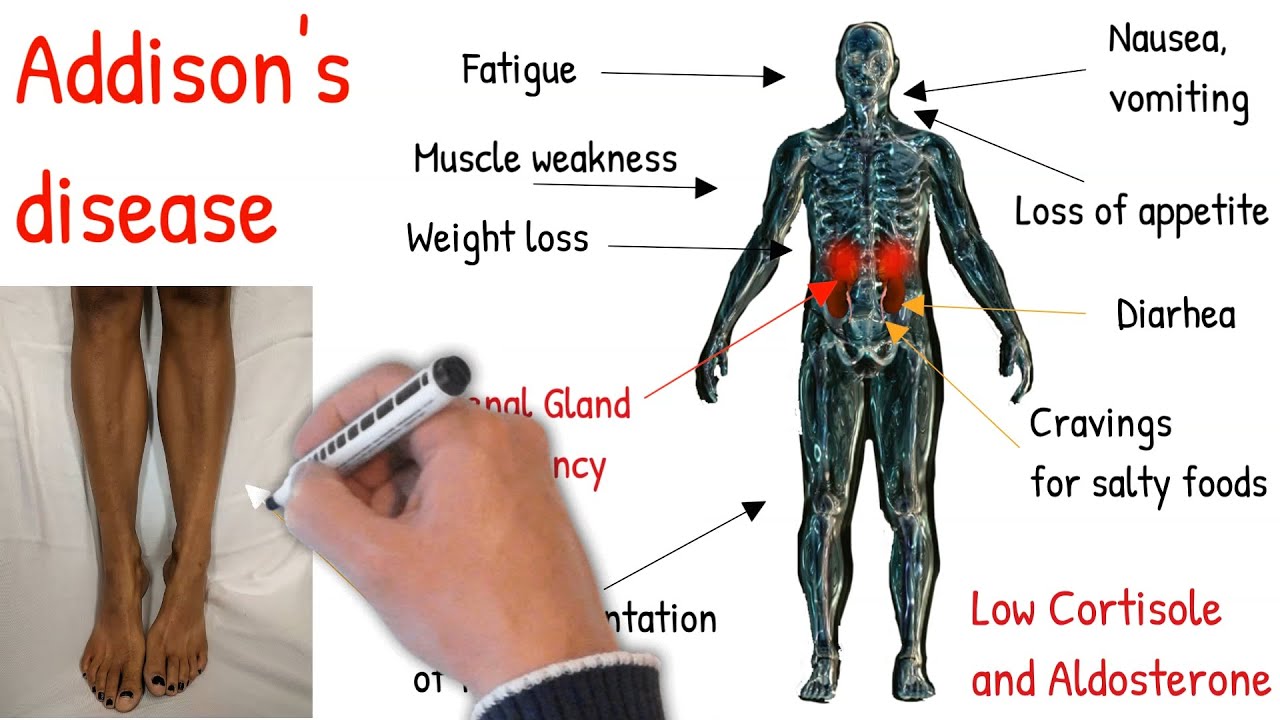 Addison's
disease
Fatigue
Muscle weakness
Weight loss
Gland
Nausea,
vomiting
Loss of appetite
Diarhea
Cravings
for salty foods
Low Cortisole
and Aldosterone